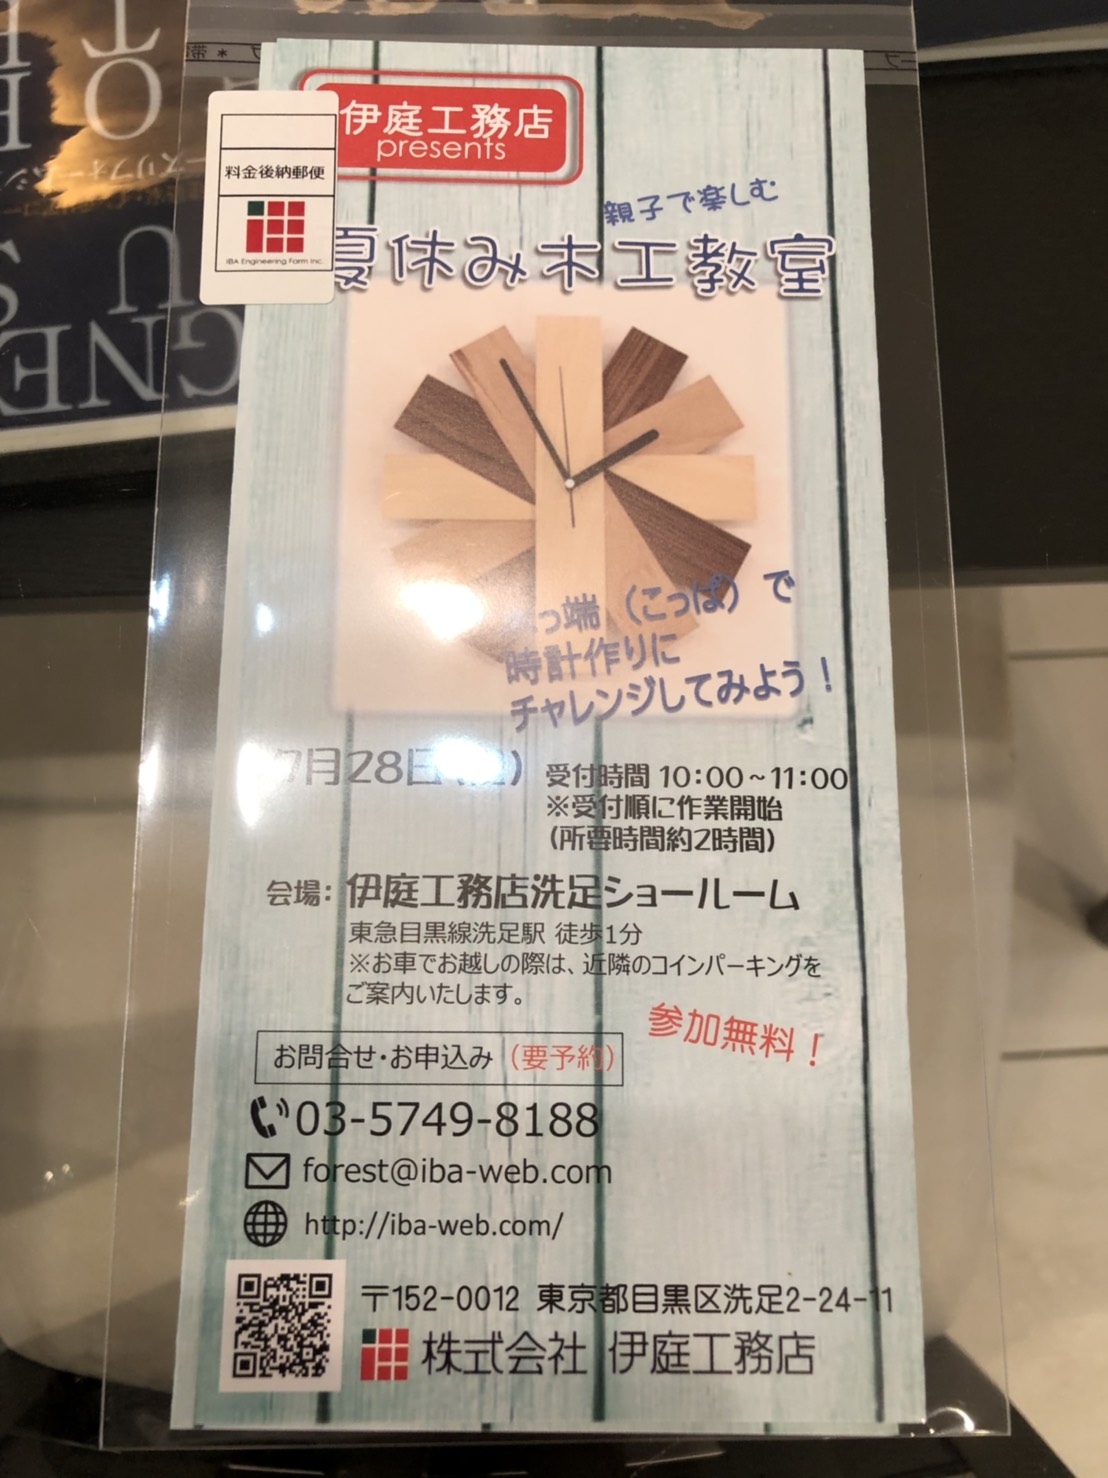 伊庭工務店
presents
料金後納郵便
IBA Engineering Farm Inc.
親子で楽しむ
夏休み木工教室
っ端（こっぱ）で
時計作りに
チャレンジしてみよう！
7月28日
受付時間 10:00~11:00
※受付順に作業開始
(所要時間約2時間)
会場: 伊庭工務店洗足ショールーム
東急目黒線洗足駅 徒歩1分
※お車でお越しの際は、近隣のコインパーキングを
ご案内いたします。
参加無料！
お問合せ・お申込み（要予約）
03-5749-8188
forest@iba-web.com
http://iba-web.com/
〒152-0012 東京都目黒区洗足2-24-11
株式会社 伊庭工務店